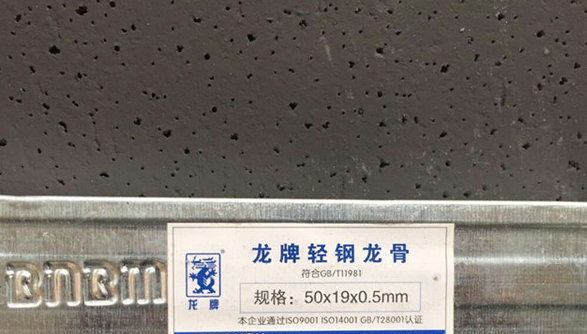 龙牌轻钢龙骨
符合GB/T11981
BNBM
龙牌
规格：50x19x0.5mm
本企业通过ISO9001 ISO14001 GB/T28001认证